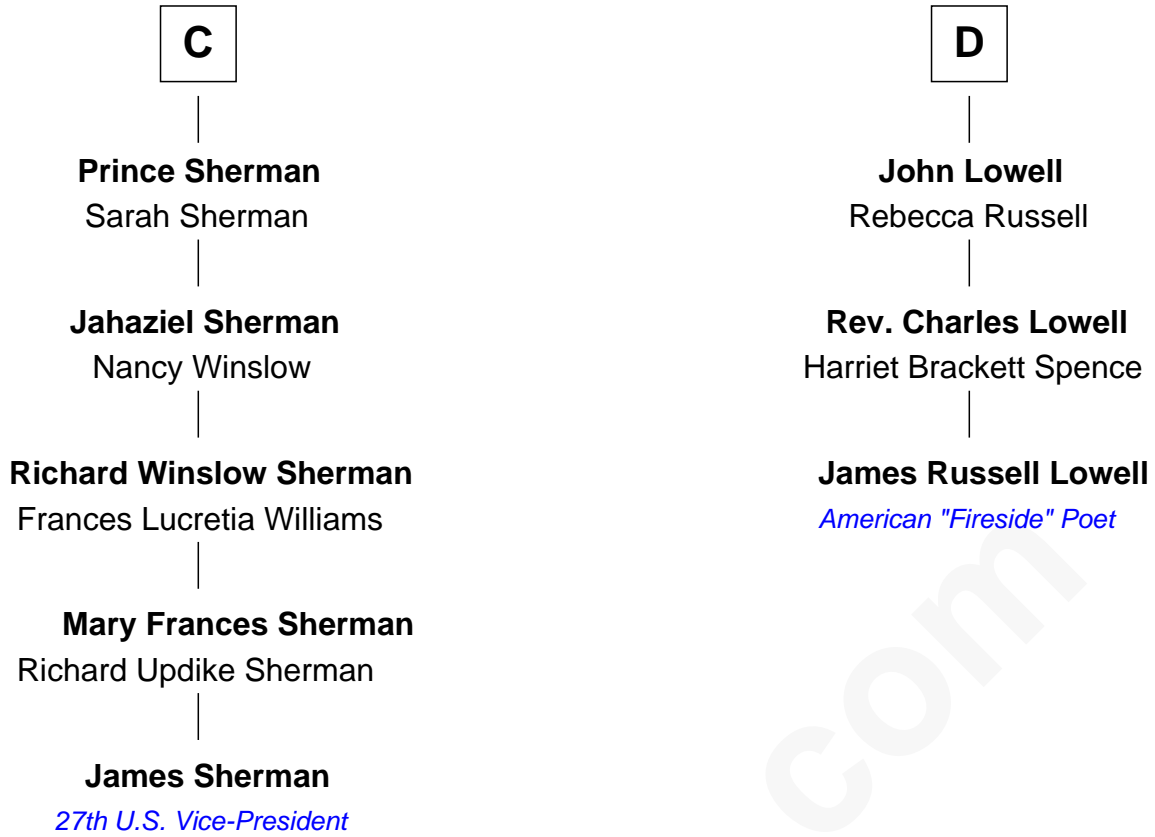 C
Prince Sherman
Sarah Sherman
Jahaziel Sherman
Nancy Winslow
Richard Winslow Sherman
Frances Lucretia Williams
Mary Frances Sherman
Richard Updike Sherman
James Sherman
27th U.S. Vice-President
D
John Lowell
Rebecca Russell
Rev. Charles Lowell
Harriet Brackett Spence
James Russell Lowell
American "Fireside" Poet
com